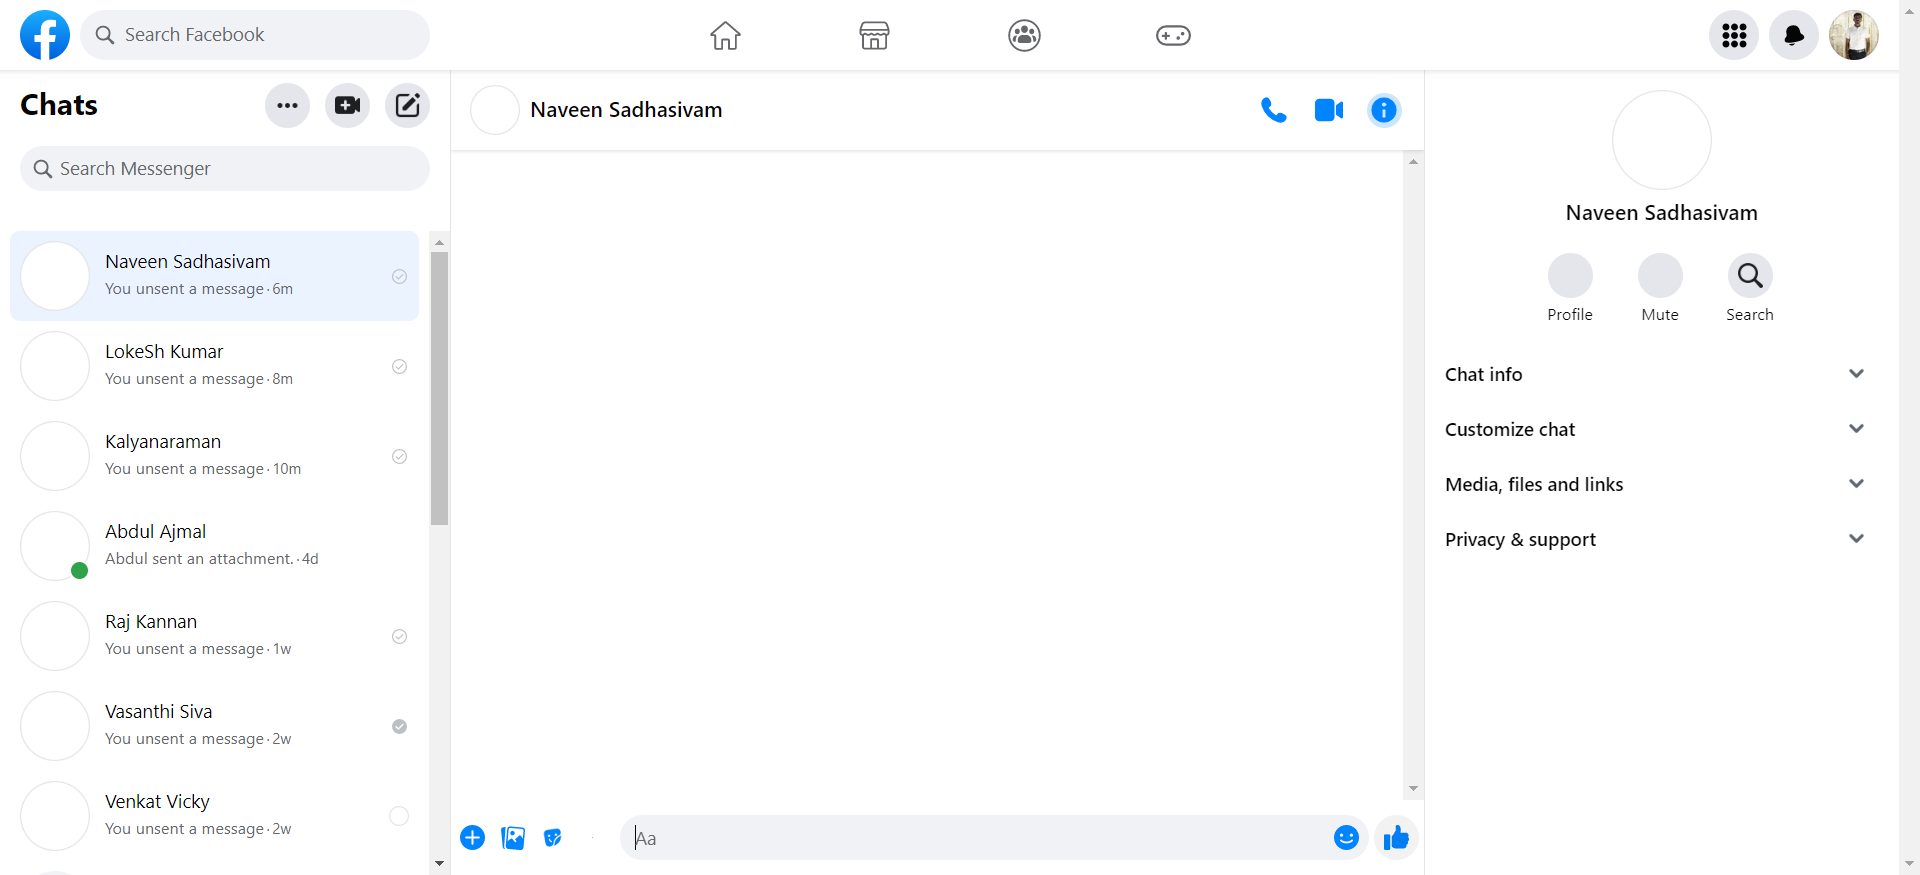 Search Facebook
Chats
Search Messenger
Naveen Sadhasivam
You unsent a message · 6m
LokeSh Kumar
You unsent a message · 8m
Kalyanaraman
You unsent a message · 10m
Abdul Ajmal
Abdul sent an attachment. · 4d
Raj Kannan
You unsent a message · 1w
Vasanthi Siva
You unsent a message · 2w
Venkat Vicky
You unsent a message · 2w
Naveen Sadhasivam
Aa
Naveen Sadhasivam
Profile Mute Search
Chat info
Customize chat
Media, files and links
Privacy & support